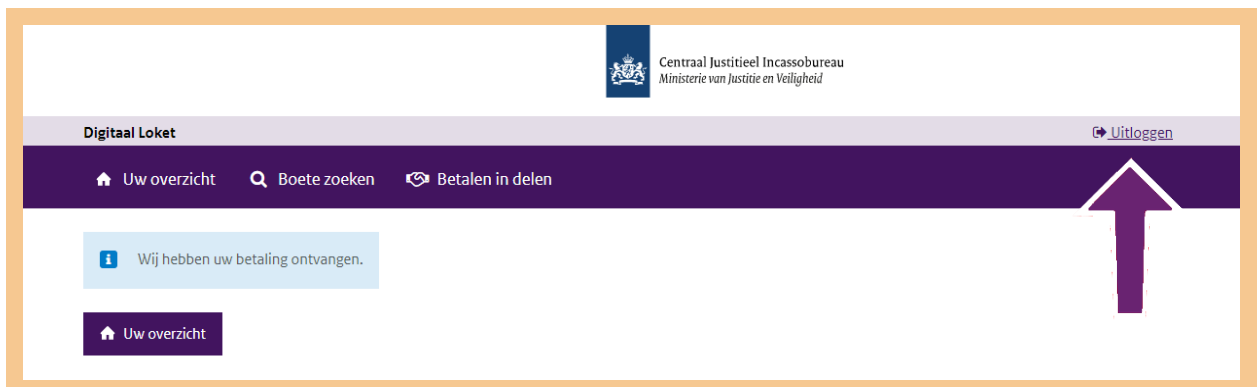 Centraal Justitieel Incassobureau
Ministerie van Justitie en Veiligheid
Digitaal Loket
Uitloggen
Uw overzicht
Boete zoeken
Betalen in delen
Wij hebben uw betaling ontvangen.
Uw overzicht